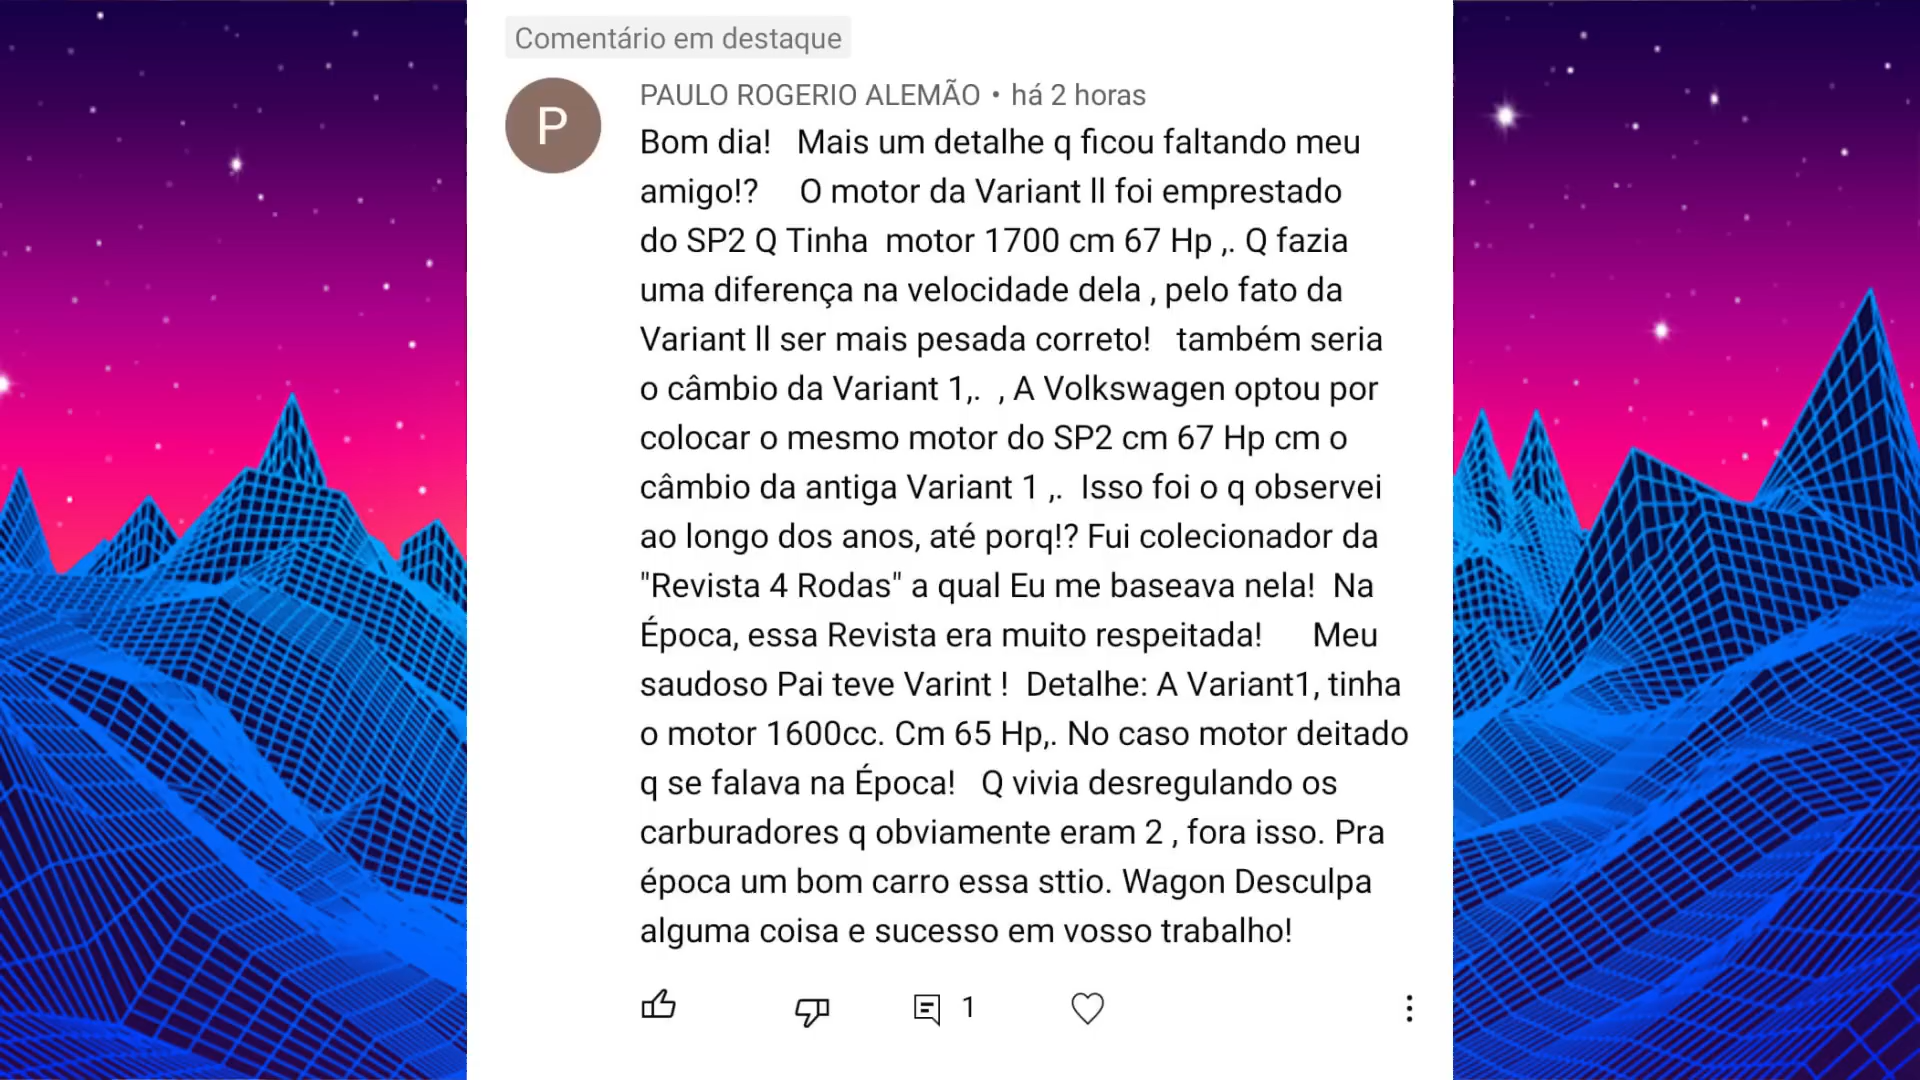 Comentário em destaque
P
PAULO ROGERIO ALEMÃO • há 2 horas
Bom dia!   Mais um detalhe q ficou faltando meu
amigo!?     O motor da Variant ll foi emprestado
do SP2 Q Tinha  motor 1700 cm 67 Hp ,. Q fazia
uma diferença na velocidade dela , pelo fato da
Variant ll ser mais pesada correto!   também seria
o câmbio da Variant 1,.  , A Volkswagen optou por
colocar o mesmo motor do SP2 cm 67 Hp cm o
câmbio da antiga Variant 1 ,.  Isso foi o q observei
ao longo dos anos, até porq!? Fui colecionador da
"Revista 4 Rodas" a qual Eu me baseava nela!  Na
Época, essa Revista era muito respeitada!      Meu
saudoso Pai teve Varint !  Detalhe: A Variant1, tinha
o motor 1600cc. Cm 65 Hp,. No caso motor deitado
q se falava na Época!   Q vivia desregulando os
carburadores q obviamente eram 2 , fora isso. Pra
época um bom carro essa sttio. Wagon Desculpa
alguma coisa e sucesso em vosso trabalho!
1